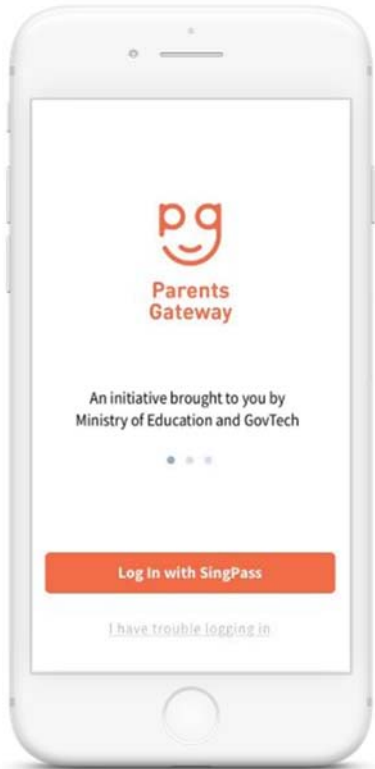 pg
Parents
Gateway
An initiative brought to you by
Ministry of Education and GovTech
Log In with SingPass
I have trouble logging in